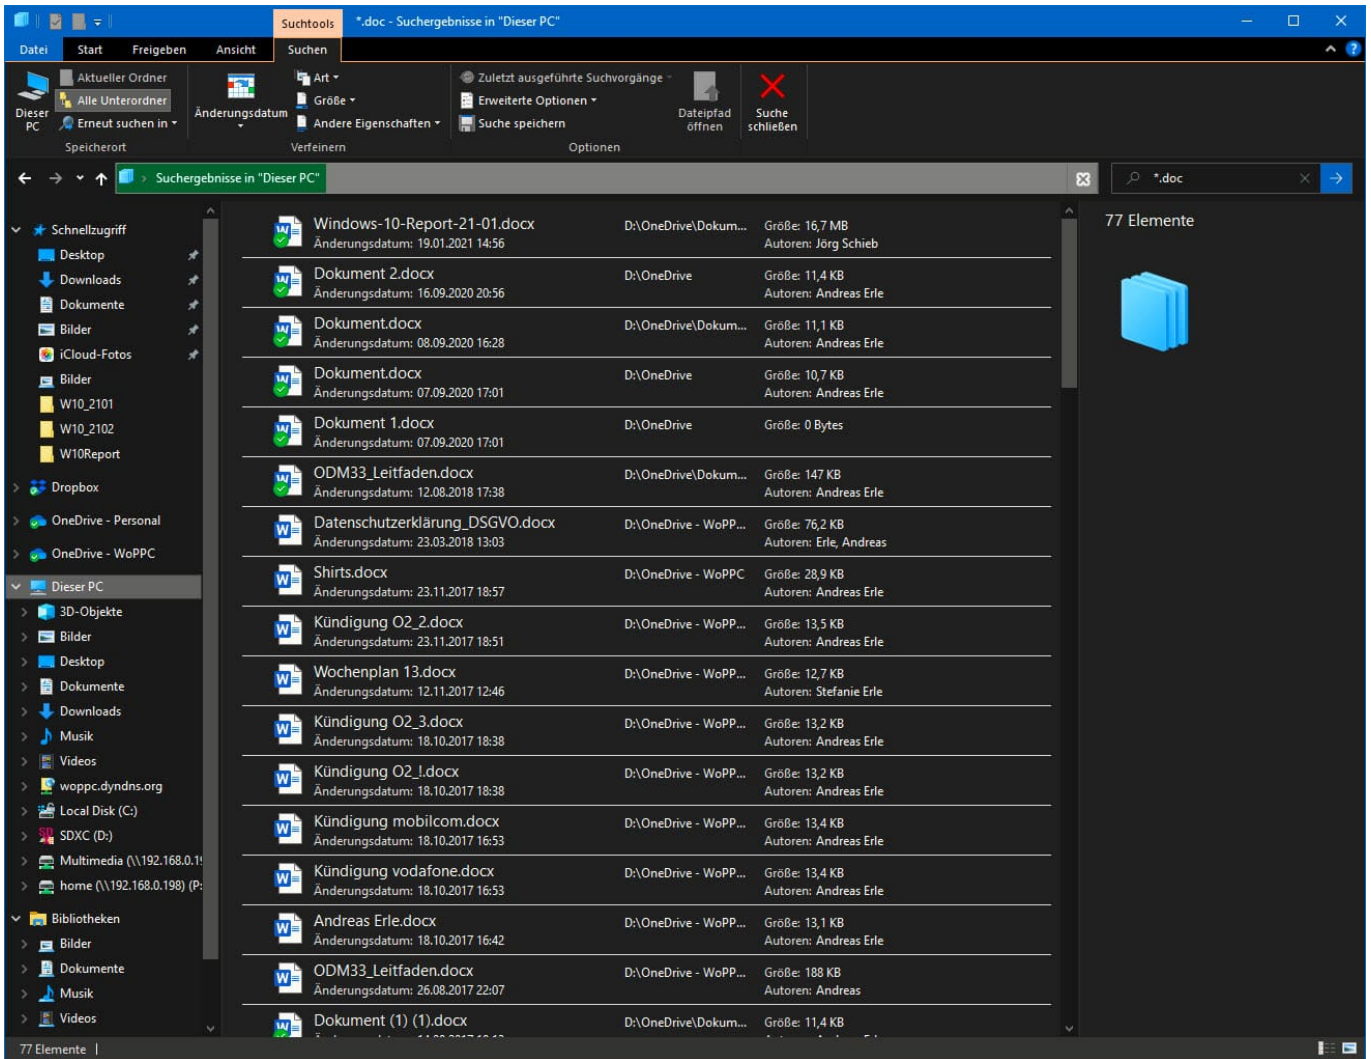 Suchtools *.doc - Suchergebnisse in "Dieser PC"
Datei Start Freigeben Ansicht Suchen
Dieser PC
Aktueller Ordner
Alle Unterordner
Erneut suchen in
Speicherort
Änderungsdatum
Art
Größe
Andere Eigenschaften
Verfeinern
Zuletzt ausgeführte Suchvorgänge
Erweiterte Optionen
Suche speichern
Dateipfad öffnen
Optionen
Suche schließen
Suchergebnisse in "Dieser PC"
*.doc
Schnellzugriff
Desktop
Downloads
Dokumente
Bilder
iCloud-Fotos
Bilder
W10_2101
W10_2102
W10Report
Dropbox
OneDrive - Personal
OneDrive - WoPPC
Dieser PC
3D-Objekte
Bilder
Desktop
Dokumente
Downloads
Musik
Videos
woppc.dyndns.org
Local Disk (C:)
SDXC (D:)
Multimedia (\\192.168.0.19
home (\\192.168.0.198) (P:
Bibliotheken
Bilder
Dokumente
Musik
Videos
Windows-10-Report-21-01.docx D:\OneDrive\Dokum... Größe: 16,7 MB
Änderungsdatum: 19.01.2021 14:56 Autoren: Jörg Schieb
Dokument 2.docx D:\OneDrive Größe: 11,4 KB
Änderungsdatum: 16.09.2020 20:56 Autoren: Andreas Erle
Dokument.docx D:\OneDrive\Dokum... Größe: 11,1 KB
Änderungsdatum: 08.09.2020 16:28 Autoren: Andreas Erle
Dokument.docx D:\OneDrive Größe: 10,7 KB
Änderungsdatum: 07.09.2020 17:01 Autoren: Andreas Erle
Dokument 1.docx D:\OneDrive Größe: 0 Bytes
Änderungsdatum: 07.09.2020 17:01
ODM33_Leitfaden.docx D:\OneDrive\Dokum... Größe: 147 KB
Änderungsdatum: 12.08.2018 17:38 Autoren: Andreas Erle
Datenschutzerklärung_DSGVO.docx D:\OneDrive - WoPP... Größe: 76,2 KB
Änderungsdatum: 23.03.2018 13:03 Autoren: Erle, Andreas
Shirts.docx D:\OneDrive - WoPPC Größe: 28,9 KB
Änderungsdatum: 23.11.2017 18:57 Autoren: Andreas Erle
Kündigung O2_2.docx D:\OneDrive - WoPP... Größe: 13,5 KB
Änderungsdatum: 23.11.2017 18:51 Autoren: Andreas Erle
Wochenplan 13.docx D:\OneDrive - WoPP... Größe: 12,7 KB
Änderungsdatum: 12.11.2017 12:46 Autoren: Stefanie Erle
Kündigung O2_3.docx D:\OneDrive - WoPP... Größe: 13,2 KB
Änderungsdatum: 18.10.2017 18:38 Autoren: Andreas Erle
Kündigung O2_!.docx D:\OneDrive - WoPP... Größe: 13,2 KB
Änderungsdatum: 18.10.2017 18:38 Autoren: Andreas Erle
Kündigung mobilcom.docx D:\OneDrive - WoPP... Größe: 13,4 KB
Änderungsdatum: 18.10.2017 16:53 Autoren: Andreas Erle
Kündigung vodafone.docx D:\OneDrive - WoPP... Größe: 13,4 KB
Änderungsdatum: 18.10.2017 16:53 Autoren: Andreas Erle
Andreas Erle.docx D:\OneDrive - WoPP... Größe: 13,1 KB
Änderungsdatum: 18.10.2017 16:42 Autoren: Andreas Erle
ODM33_Leitfaden.docx D:\OneDrive - WoPP... Größe: 188 KB
Änderungsdatum: 26.08.2017 22:07 Autoren: Andreas
Dokument (1) (1).docx D:\OneDrive\Dokum... Größe: 11,4 KB
77 Elemente
77 Elemente